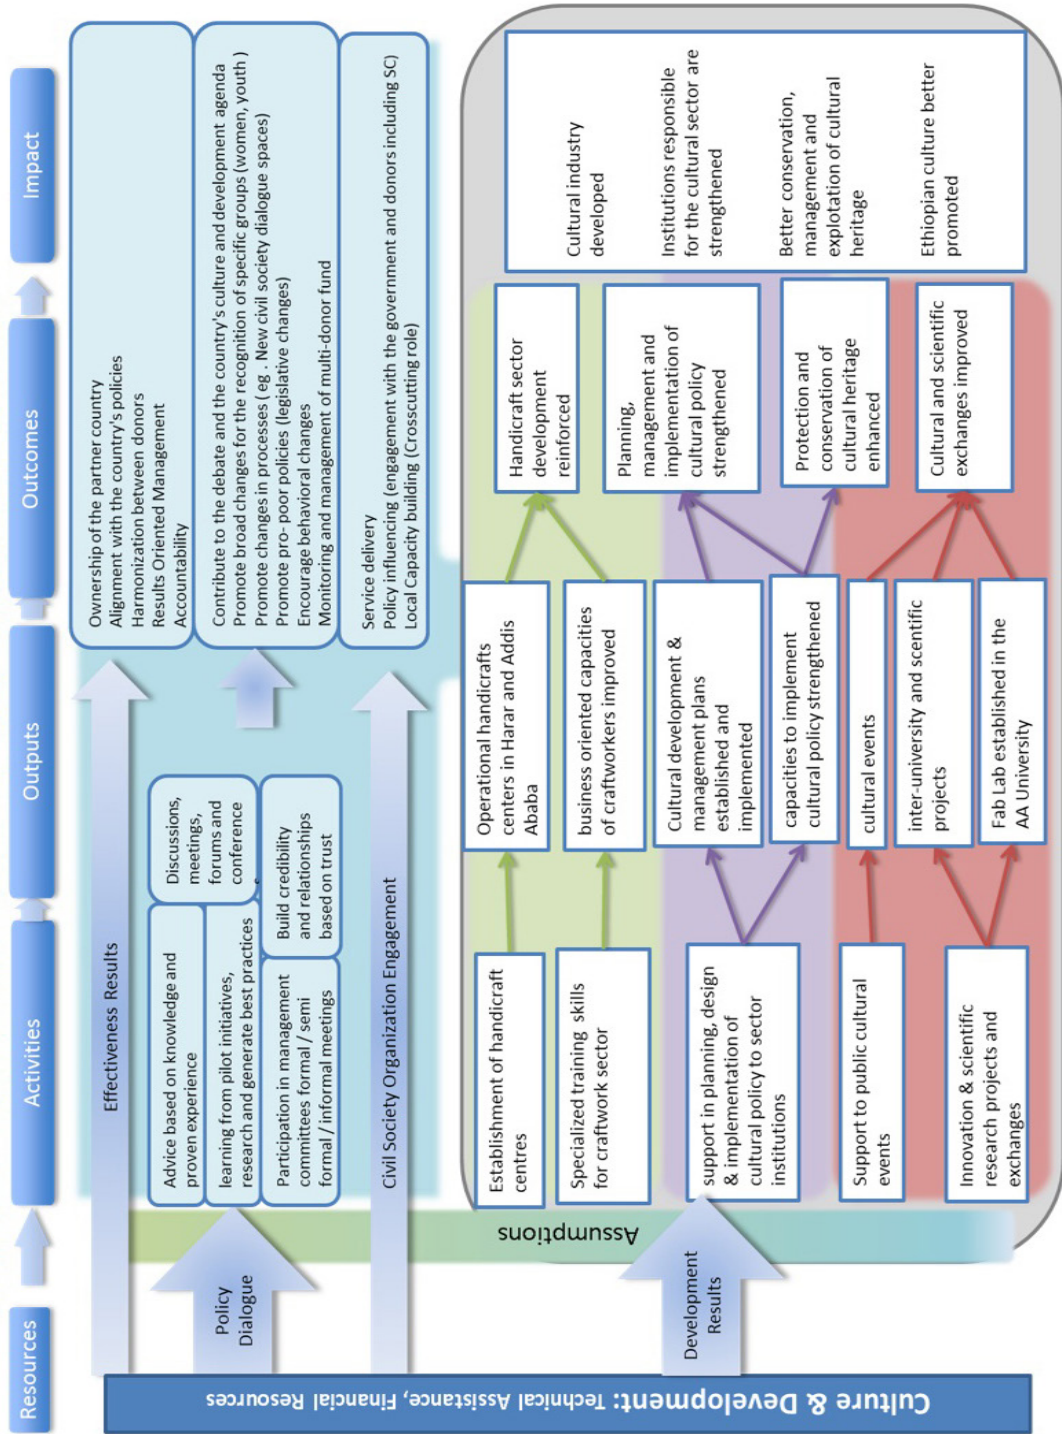 Resources
Activities
Outputs
Outcomes
Impact
Culture & Development: Technical Assistance, Financial Resources
Effectiveness Results
Ownership of the partner country
Alignment with the country's policies
Harmonization between donors
Results Oriented Management
Accountability
Policy
Dialogue
Advice based on knowledge and
proven experience
learning from pilot initiatives,
research and generate best practices
Participation in management
committees formal / semi
formal / informal meetings
Discussions,
meetings,
forums and
conference
Build credibility
and relationships
based on trust
Contribute to the debate and the country's culture and development agenda
Promote broad changes for the recognition of specific groups (women, youth )
Promote changes in processes ( eg . New civil society dialogue spaces)
Promote pro- poor policies (legislative changes)
Encourage behavioral changes
Monitoring and management of multi-donor fund
Civil Society Organization Engagement
Service delivery
Policy influencing (engagement with the government and donors including SC)
Local Capacity building (Crosscutting role)
Assumptions
Development
Results
Establishment of handicraft
centres
Specialized training skills
for craftwork sector
support in planning, design
& implementation of
cultural policy to sector
institutions
Support to public cultural
events
Innovation & scientific
research projects and
exchanges
Operational handicrafts
centers in Harar and Addis
Ababa
business oriented capacities
of craftworkers improved
Cultural development &
management plans
established and
implemented
capacities to implement
cultural policy strengthened
cultural events
inter-university and scentific
projects
Fab Lab established in the
AA University
Handicraft sector
development
reinforced
Planning,
management and
implementation of
cultural policy
strengthened
Protection and
conservation of
cultural heritage
enhanced
Cultural and scientific
exchanges improved
Cultural industry
developed
Institutions responsible
for the cultural sector are
strengthened
Better conservation,
management and
explotation of cultural
heritage
Ethiopian culture better
promoted